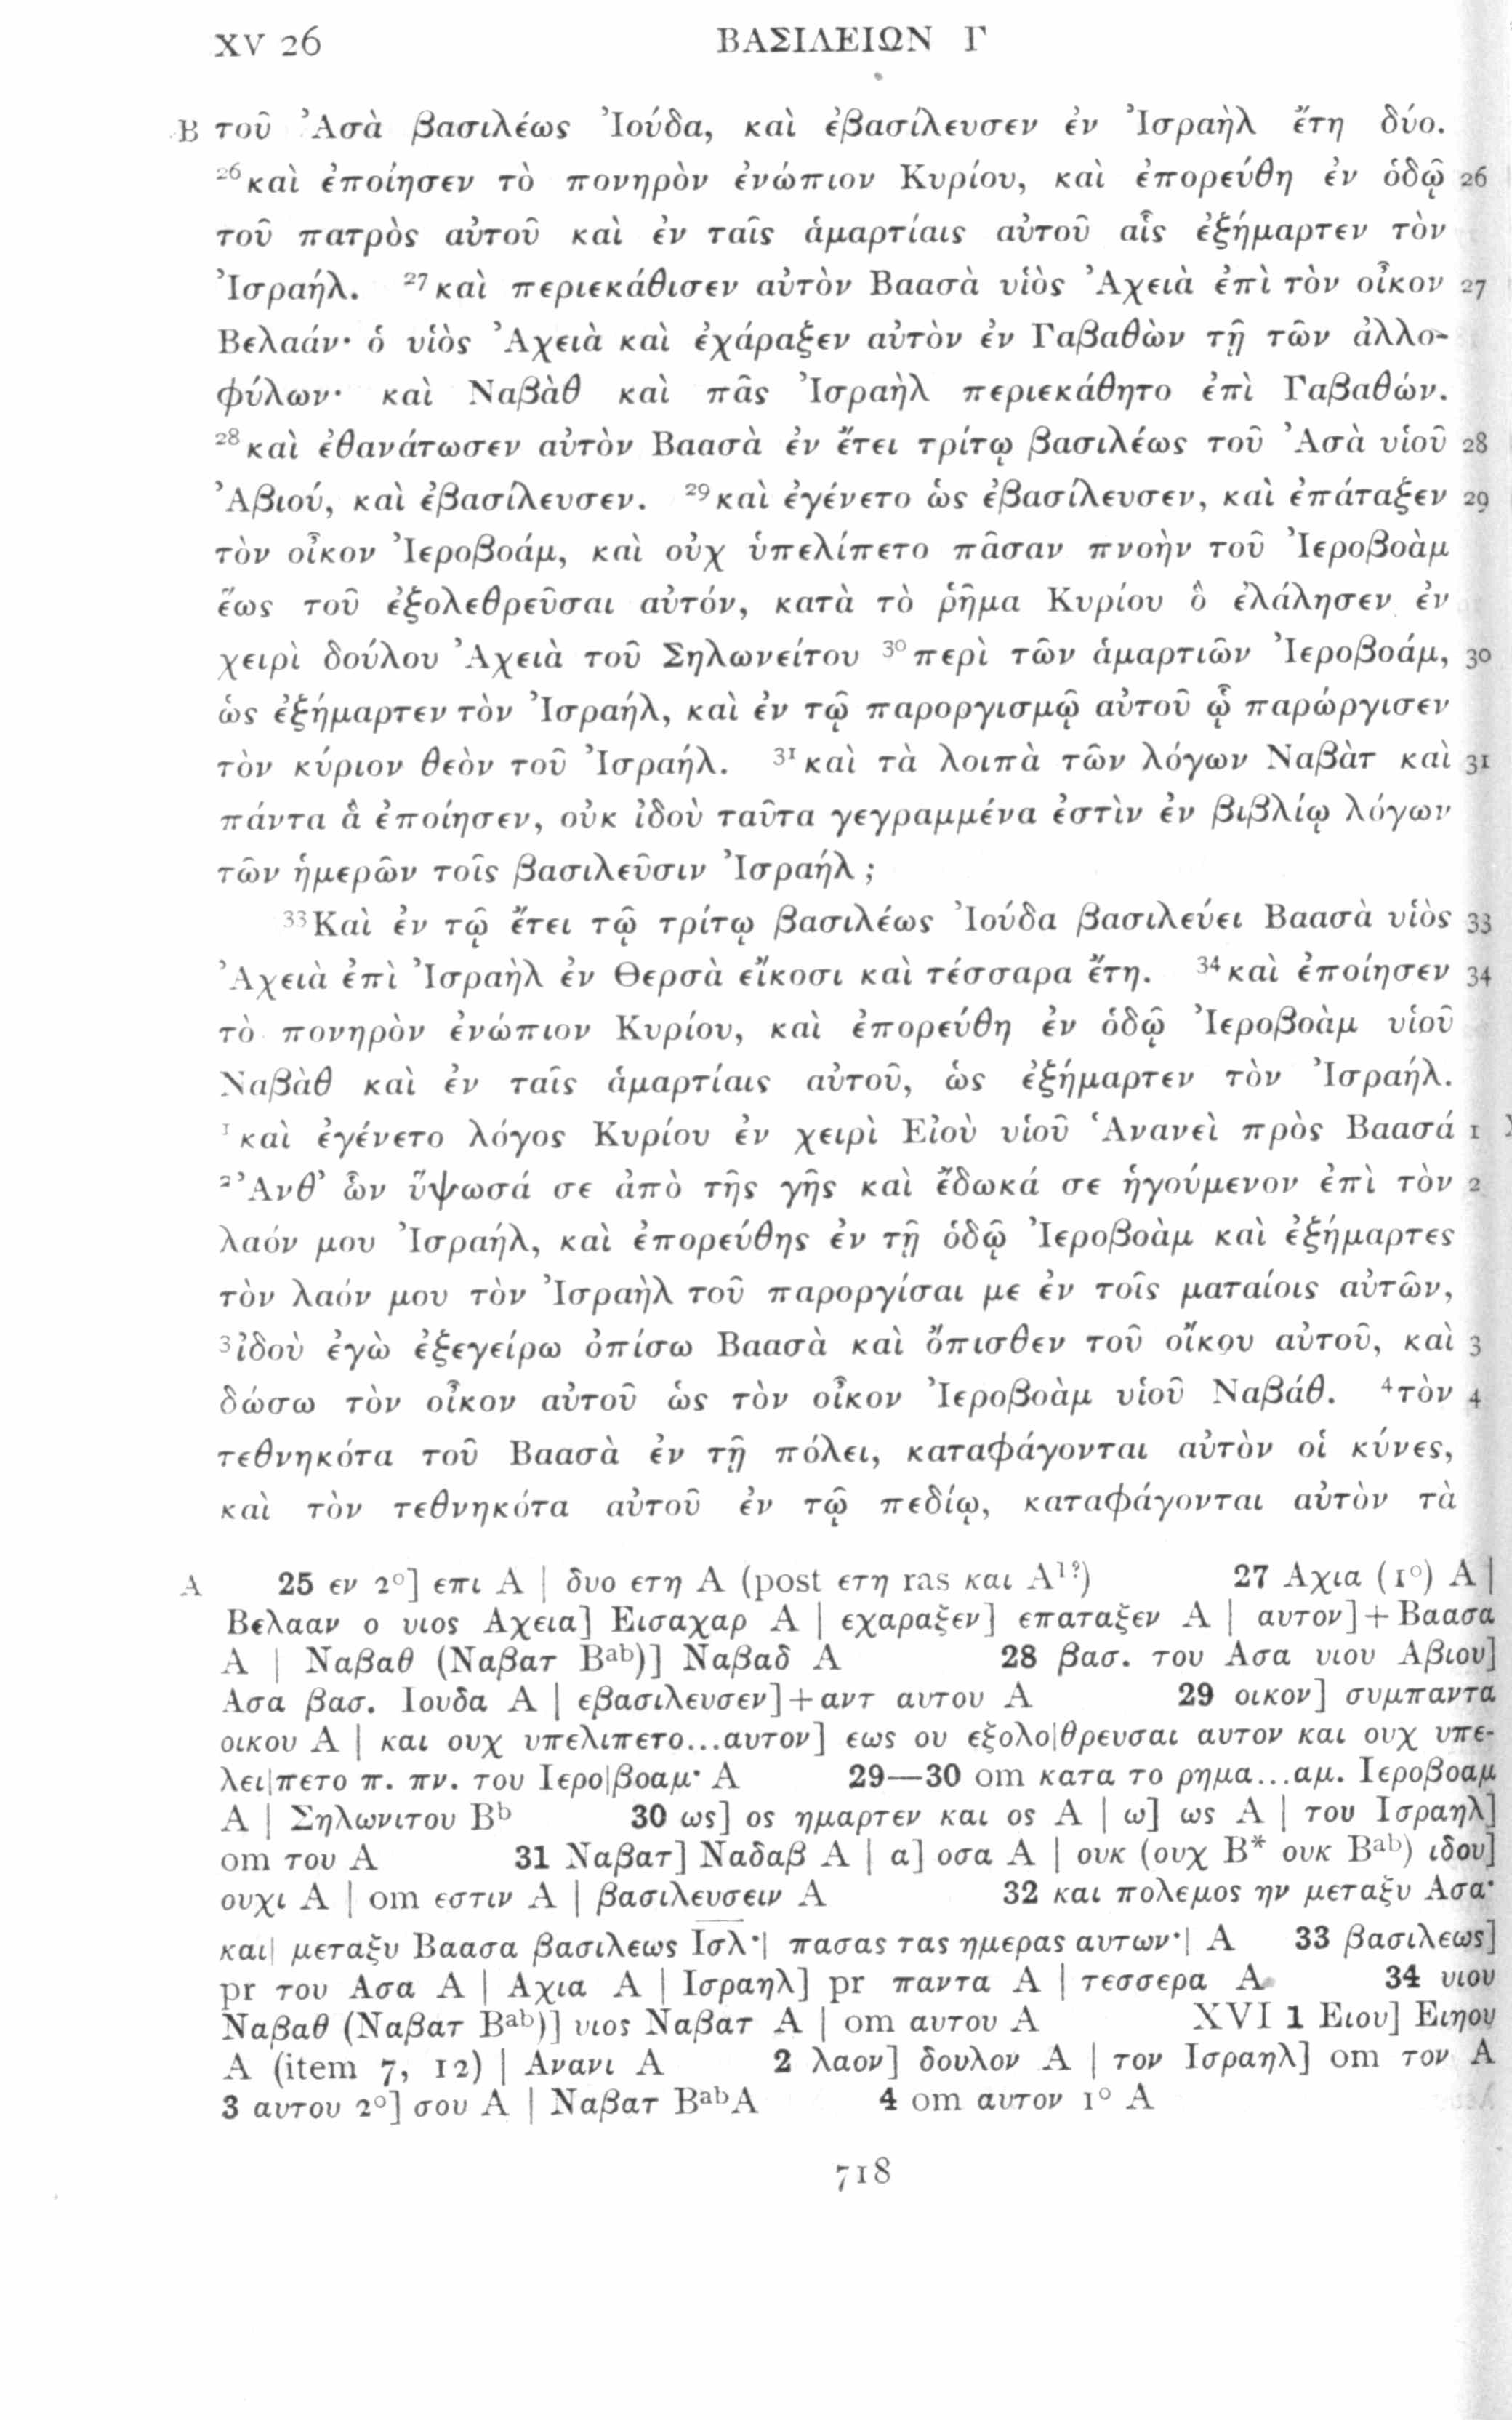 XV 26 ΒΑΣΙΛΕΙΩΝ Γ
B τοῦ Ἀσὰ βασιλέως Ἰούδα, καὶ ἐβασίλευσεν ἐν Ἰσραὴλ ἔτη δύο.
²⁶καὶ ἐποίησεν τὸ πονηρὸν ἐνώπιον Κυρίου, καὶ ἐπορεύθη ἐν ὁδῷ 26
τοῦ πατρὸς αὐτοῦ καὶ ἐν ταῖς ἁμαρτίαις αὐτοῦ αἷς ἐξήμαρτεν τὸν
Ἰσραήλ. ²⁷καὶ περιεκάθισεν αὐτὸν Βαασὰ υἱὸς Ἀχειὰ ἐπὶ τὸν οἶκον 27
Βελαάν· ὁ υἱὸς Ἀχειὰ καὶ ἐχάραξεν αὐτὸν ἐν Γαβαθὼν τῇ τῶν ἀλλο-
φύλων· καὶ Ναβὰθ καὶ πᾶς Ἰσραὴλ περιεκάθητο ἐπὶ Γαβαθών.
²⁸καὶ ἐθανάτωσεν αὐτὸν Βαασὰ ἐν ἔτει τρίτῳ βασιλέως τοῦ Ἀσὰ υἱοῦ 28
Ἀβιού, καὶ ἐβασίλευσεν. ²⁹καὶ ἐγένετο ὡς ἐβασίλευσεν, καὶ ἐπάταξεν 29
τὸν οἶκον Ἰεροβοάμ, καὶ οὐχ ὑπελίπετο πᾶσαν πνοὴν τοῦ Ἰεροβοὰμ
ἕως τοῦ ἐξολεθρεῦσαι αὐτόν, κατὰ τὸ ῥῆμα Κυρίου ὃ ἐλάλησεν ἐν
χειρὶ δούλου Ἀχειὰ τοῦ Σηλωνείτου ³⁰περὶ τῶν ἁμαρτιῶν Ἰεροβοάμ, 30
ὡς ἐξήμαρτεν τὸν Ἰσραήλ, καὶ ἐν τῷ παροργισμῷ αὐτοῦ ᾧ παρώργισεν
τὸν κύριον θεὸν τοῦ Ἰσραήλ. ³¹καὶ τὰ λοιπὰ τῶν λόγων Ναβὰτ καὶ 31
πάντα ἃ ἐποίησεν, οὐκ ἰδοὺ ταῦτα γεγραμμένα ἐστὶν ἐν βιβλίῳ λόγων
τῶν ἡμερῶν τοῖς βασιλεῦσιν Ἰσραήλ;
³³Καὶ ἐν τῷ ἔτει τῷ τρίτῳ βασιλέως Ἰούδα βασιλεύει Βαασὰ υἱὸς 33
Ἀχειὰ ἐπὶ Ἰσραὴλ ἐν Θερσὰ εἴκοσι καὶ τέσσαρα ἔτη. ³⁴καὶ ἐποίησεν 34
τὸ πονηρὸν ἐνώπιον Κυρίου, καὶ ἐπορεύθη ἐν ὁδῷ Ἰεροβοὰμ υἱοῦ
Ναβὰθ καὶ ἐν ταῖς ἁμαρτίαις αὐτοῦ, ὡς ἐξήμαρτεν τὸν Ἰσραήλ.
¹καὶ ἐγένετο λόγος Κυρίου ἐν χειρὶ Εἰοὺ υἱοῦ Ἁνανεὶ πρὸς Βαασά 1
²Ἀνθ’ ὧν ὕψωσά σε ἀπὸ τῆς γῆς καὶ ἔδωκά σε ἡγούμενον ἐπὶ τὸν 2
λαόν μου Ἰσραήλ, καὶ ἐπορεύθης ἐν τῇ ὁδῷ Ἰεροβοὰμ καὶ ἐξήμαρτες
τὸν λαόν μου τὸν Ἰσραὴλ τοῦ παροργίσαι με ἐν τοῖς ματαίοις αὐτῶν,
³ἰδοὺ ἐγὼ ἐξεγείρω ὀπίσω Βαασὰ καὶ ὄπισθεν τοῦ οἴκου αὐτοῦ, καὶ 3
δώσω τὸν οἶκον αὐτοῦ ὡς τὸν οἶκον Ἰεροβοὰμ υἱοῦ Ναβάθ. ⁴τὸν 4
τεθνηκότα τοῦ Βαασὰ ἐν τῇ πόλει, καταφάγονται αὐτὸν οἱ κύνες,
καὶ τὸν τεθνηκότα αὐτοῦ ἐν τῷ πεδίῳ, καταφάγονται αὐτὸν τὰ
A 25 εν 2°] επι A | δυο ετη A (post ετη ras και A¹ˀ) 27 Αχια (1°) A |
Βελααν ο υιος Αχεια] Εισαχαρ A | εχαραξεν] επαταξεν A | αυτον]+Βαασα
A | Ναβαθ (Ναβατ Bᵃᵇ)] Ναβαδ A 28 βασ. του Ασα υιου Αβιου]
Ασα βασ. Ιουδα A | εβασιλευσεν]+αντ αυτου A 29 οικον] συμπαντα
οικου A | και ουχ υπελιπετο...αυτον] εως ου εξολο|θρευσαι αυτον και ουχ υπε-
λει|πετο π. πν. του Ιερο|βοαμ· A 29—30 om κατα το ρημα...αμ. Ιεροβοαμ
A | Σηλωνιτου Bᵇ 30 ως] ος ημαρτεν και ος A | ω] ως A | του Ισραηλ]
om του A 31 Ναβατ] Ναδαβ A | α] οσα A | ουκ (ουχ B* ουκ Bᵃᵇ) ιδου]
ουχι A | om εστιν A | βασιλευσειν A 32 και πολεμος ην μεταξυ Ασα·
και| μεταξυ Βαασα βασιλεως Ισλ·| πασας τας ημερας αυτων·| A 33 βασιλεως]
pr του Ασα A | Αχια A | Ισραηλ] pr παντα A | τεσσερα A 34 υιου
Ναβαθ (Ναβατ Bᵃᵇ)] υιος Ναβατ A | om αυτου A XVI 1 Ειου] Ειηου
A (item 7, 12) | Ανανι A 2 λαον] δουλον A | τον Ισραηλ] om τον A
3 αυτου 2°] σου A | Ναβατ BᵃᵇA 4 om αυτον 1° A
718